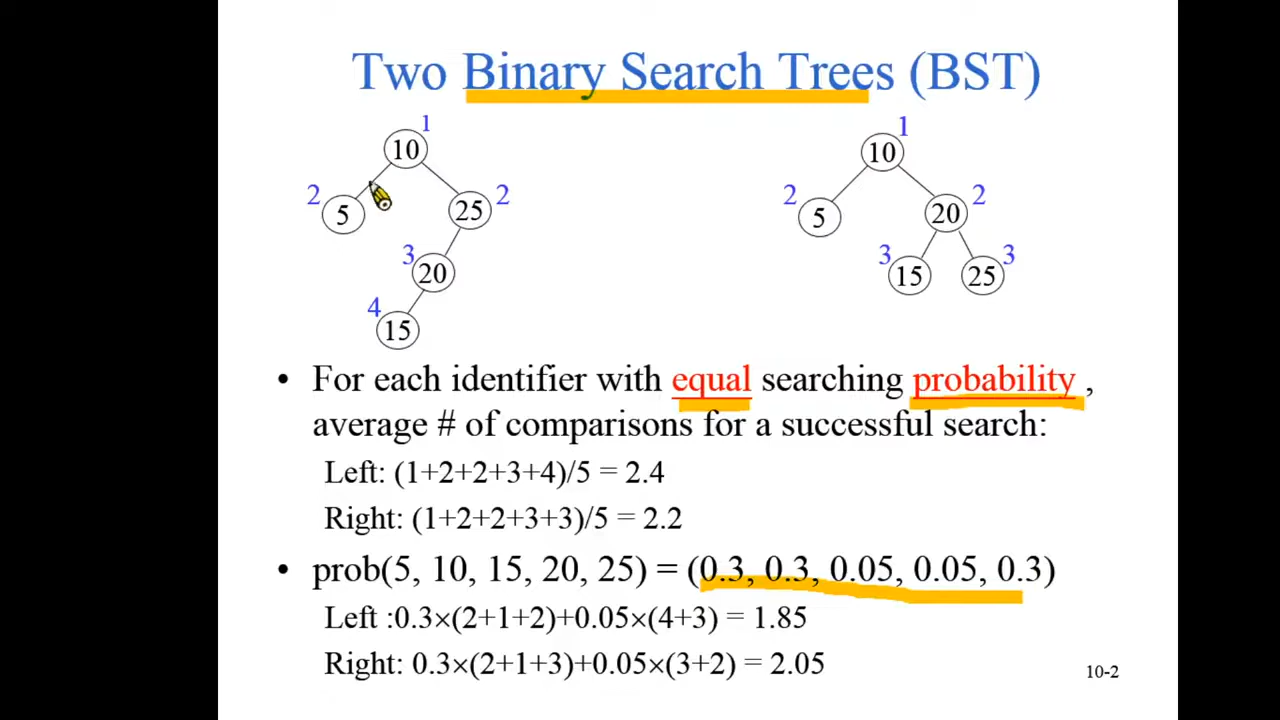 Two Binary Search Trees (BST)
1
10
2
5
25
2
3
20
4
15
1
10
2
5
20
2
3
15
25
3
• For each identifier with equal searching probability ,
average # of comparisons for a successful search:
Left: (1+2+2+3+4)/5 = 2.4
Right: (1+2+2+3+3)/5 = 2.2
• prob(5, 10, 15, 20, 25) = (0.3, 0.3, 0.05, 0.05, 0.3)
Left :0.3×(2+1+2)+0.05×(4+3) = 1.85
Right: 0.3×(2+1+3)+0.05×(3+2) = 2.05
10-2